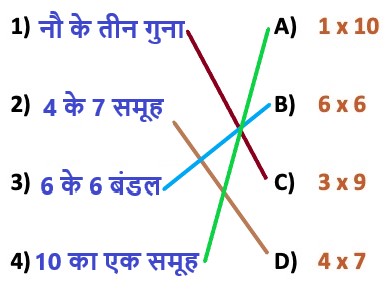 1) नौ के तीन गुना A) 1 x 10
2) 4 के 7 समूह B) 6 x 6
3) 6 के 6 बंडल C) 3 x 9
4) 10 का एक समूह D) 4 x 7